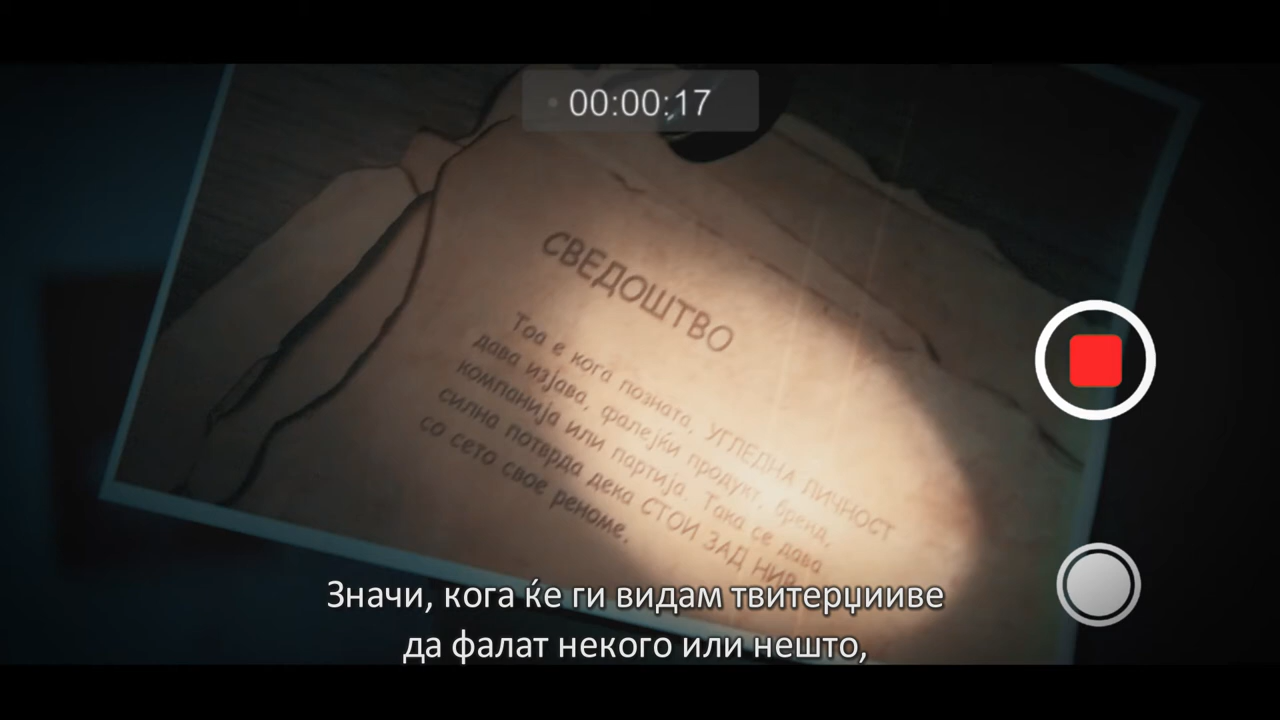 00:00:17
СВЕДОШТВО
Тоа е кога позната, УГЛЕДНА ЛИЧНОСТ
дава изјава, фалејќи продукт, бренд,
компанија или партија. Така се дава
силна потврда дека СТОИ ЗАД НИВ
со сето свое реноме.
Значи, кога ќе ги видам твитерџииве
да фалат некого или нешто,